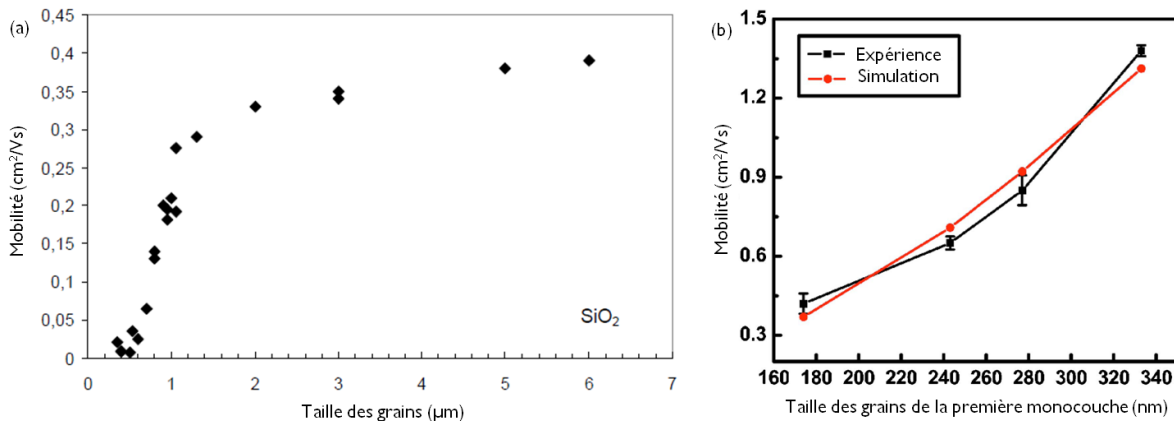 (a)
Mobilité (cm²/Vs)
0,45
0,4
0,35
0,3
0,25
0,2
0,15
0,1
0,05
0
0 1 2 3 4 5 6 7
SiO₂
Taille des grains (µm)
(b)
Expérience
Simulation
Mobilité (cm²/Vs)
1.5
1.2
0.9
0.6
0.3
160 180 200 220 240 260 280 300 320 340
Taille des grains de la première monocouche (nm)